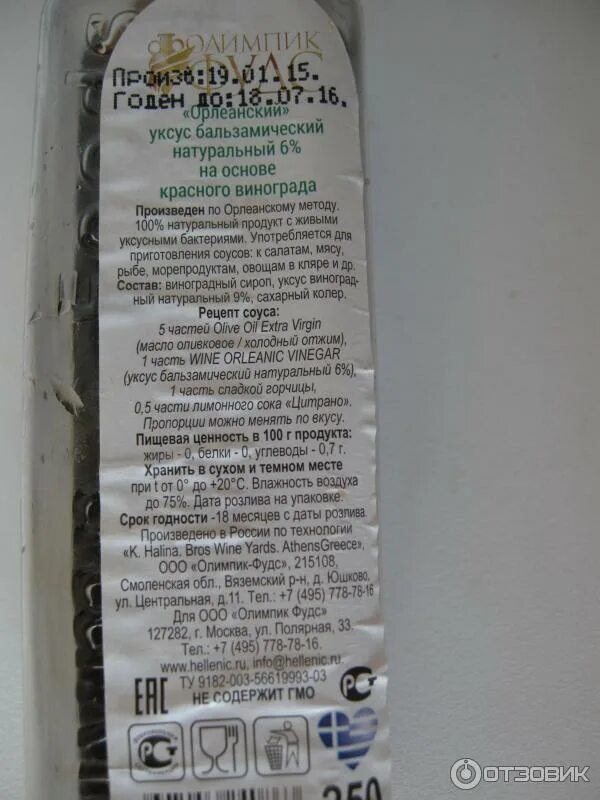 ОЛИМПИК
ФУДС
Произв:19.01.15.
Годен до:18.07.16.
«Орлеанский»
уксус бальзамический
натуральный 6%
на основе
красного винограда
Произведен по Орлеанскому методу.
100% натуральный продукт с живыми
уксусными бактериями. Употребляется для
приготовления соусов: к салатам, мясу,
рыбе, морепродуктам, овощам в кляре и др.
Состав: виноградный сироп, уксус виноград-
ный натуральный 9%, сахарный колер.
Рецепт соуса:
5 частей Olive Oil Extra Virgin
(масло оливковое / холодный отжим),
1 часть WINE ORLEANIC VINEGAR
(уксус бальзамический натуральный 6%),
1 часть сладкой горчицы,
0,5 части лимонного сока «Цитрано».
Пропорции можно менять по вкусу.
Пищевая ценность в 100 г продукта:
жиры - 0, белки - 0, углеводы - 0,7 г.
Хранить в сухом и темном месте
при t от 0° до +20°C. Влажность воздуха
до 75%. Дата розлива на упаковке.
Срок годности -18 месяцев с даты розлива.
Произведено в России по технологии
«K. Halina. Bros Wine Yards. AthensGreece»,
ООО «Олимпик-Фудс», 215108,
Смоленская обл., Вяземский р-н, д. Юшково,
ул. Центральная, д.11. Тел.: +7 (495) 778-78-16
Для ООО «Олимпик Фудс»
127282, г. Москва, ул. Полярная, 33.
Тел.: +7 (495) 778-78-16.
www.hellenic.ru, info@hellenic.ru
ТУ 9182-003-56619993-03
НЕ СОДЕРЖИТ ГМО
EAC
250
ОТЗОВИК